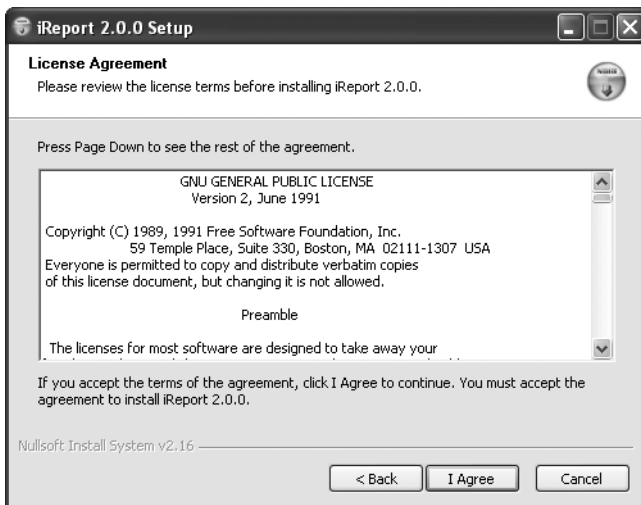 iReport 2.0.0 Setup
License Agreement
Please review the license terms before installing iReport 2.0.0.
Press Page Down to see the rest of the agreement.
GNU GENERAL PUBLIC LICENSE
Version 2, June 1991
Copyright (C) 1989, 1991 Free Software Foundation, Inc.
59 Temple Place, Suite 330, Boston, MA  02111-1307  USA
Everyone is permitted to copy and distribute verbatim copies
of this license document, but changing it is not allowed.
Preamble
The licenses for most software are designed to take away your
If you accept the terms of the agreement, click I Agree to continue. You must accept the
agreement to install iReport 2.0.0.
Nullsoft Install System v2.16
< Back
I Agree
Cancel